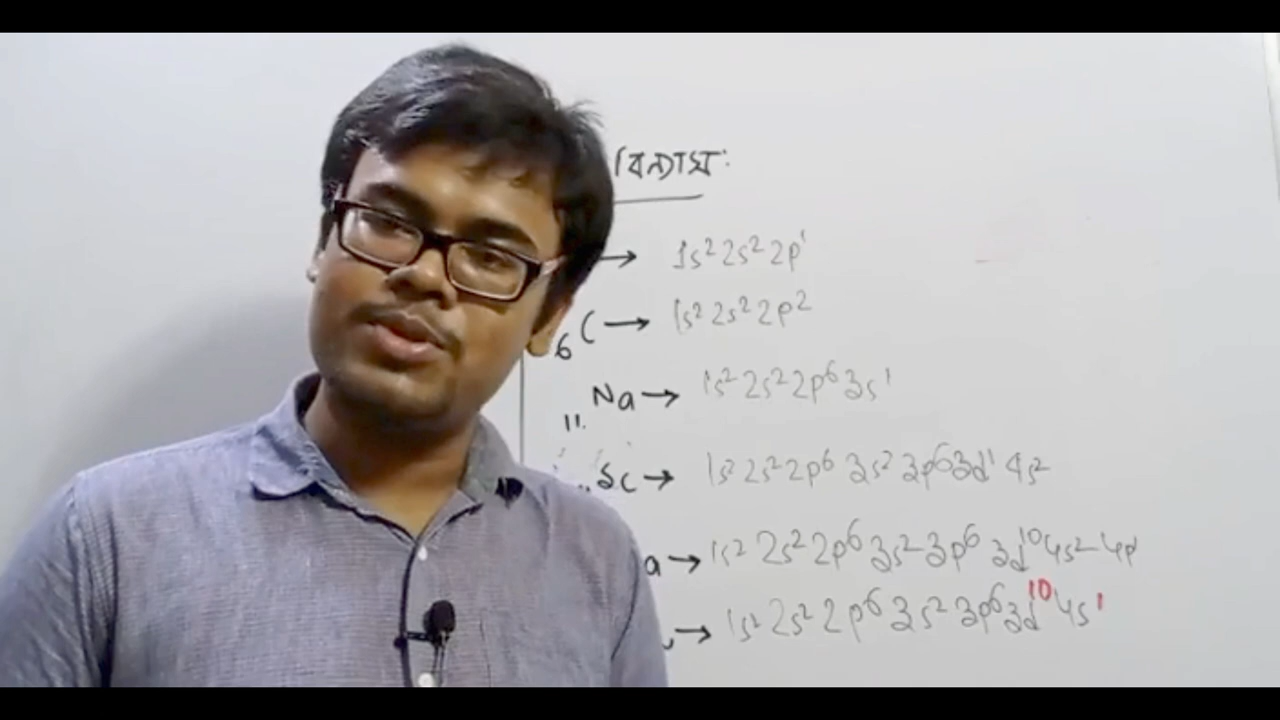 বিন্যাস:
→ 1s² 2s² 2p¹
₆C → 1s² 2s² 2p²
₁₁Na → 1s² 2s² 2p⁶ 3s¹
Sc → 1s² 2s² 2p⁶ 3s² 3p⁶ 3d¹ 4s²
a → 1s² 2s² 2p⁶ 3s² 3p⁶ 3d¹⁰ 4s² 4p¹
→ 1s² 2s² 2p⁶ 3s² 3p⁶ 3d¹⁰ 4s¹